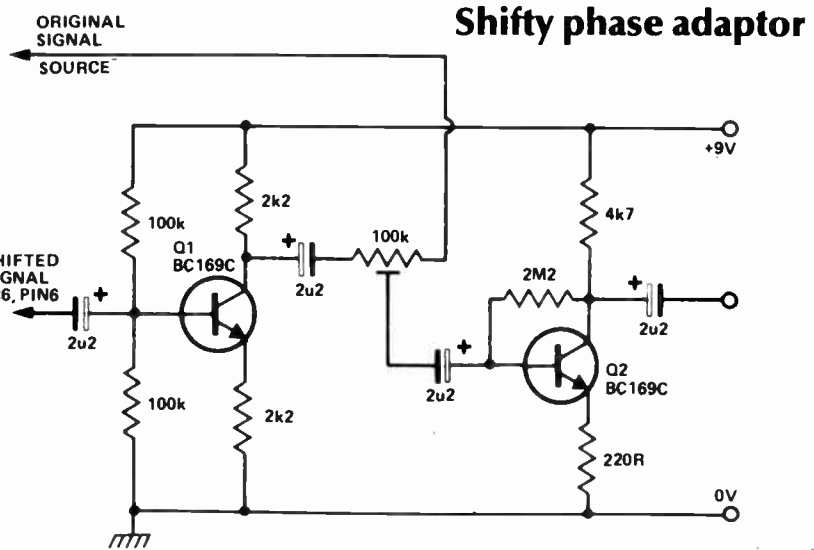 Shifty phase adaptor
ORIGINAL
SIGNAL
SOURCE
+9V
2k2
4k7
100k
Q1
BC169C
100k
2M2
HIFTED
GNAL
6, PIN6
2u2
2u2
2u2
2u2
Q2
BC169C
100k
2k2
220R
0V